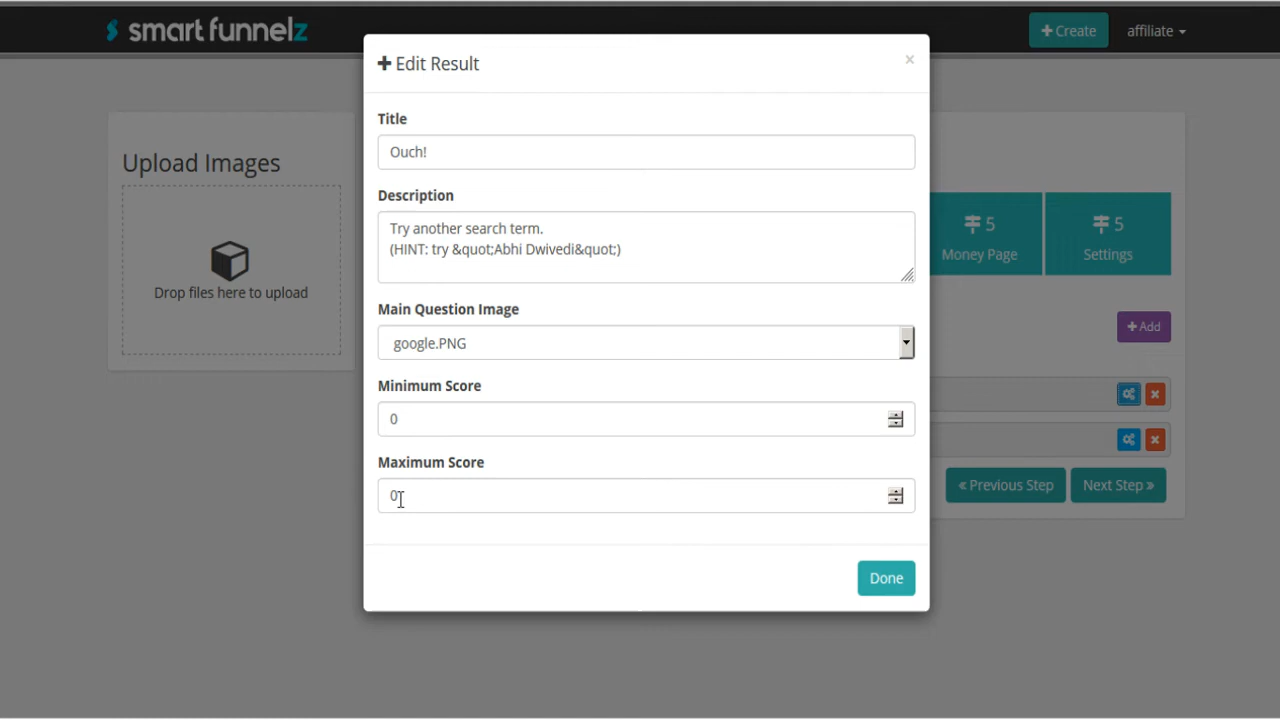 smart funnelz
+ Create
affiliate
+ Edit Result
×
Title
Ouch!
Description
Try another search term.
(HINT: try &quot;Abhi Dwivedi&quot;)
Main Question Image
google.PNG
Minimum Score
0
Maximum Score
0
Done
Upload Images
Drop files here to upload
5
Money Page
5
Settings
+ Add
« Previous Step
Next Step »